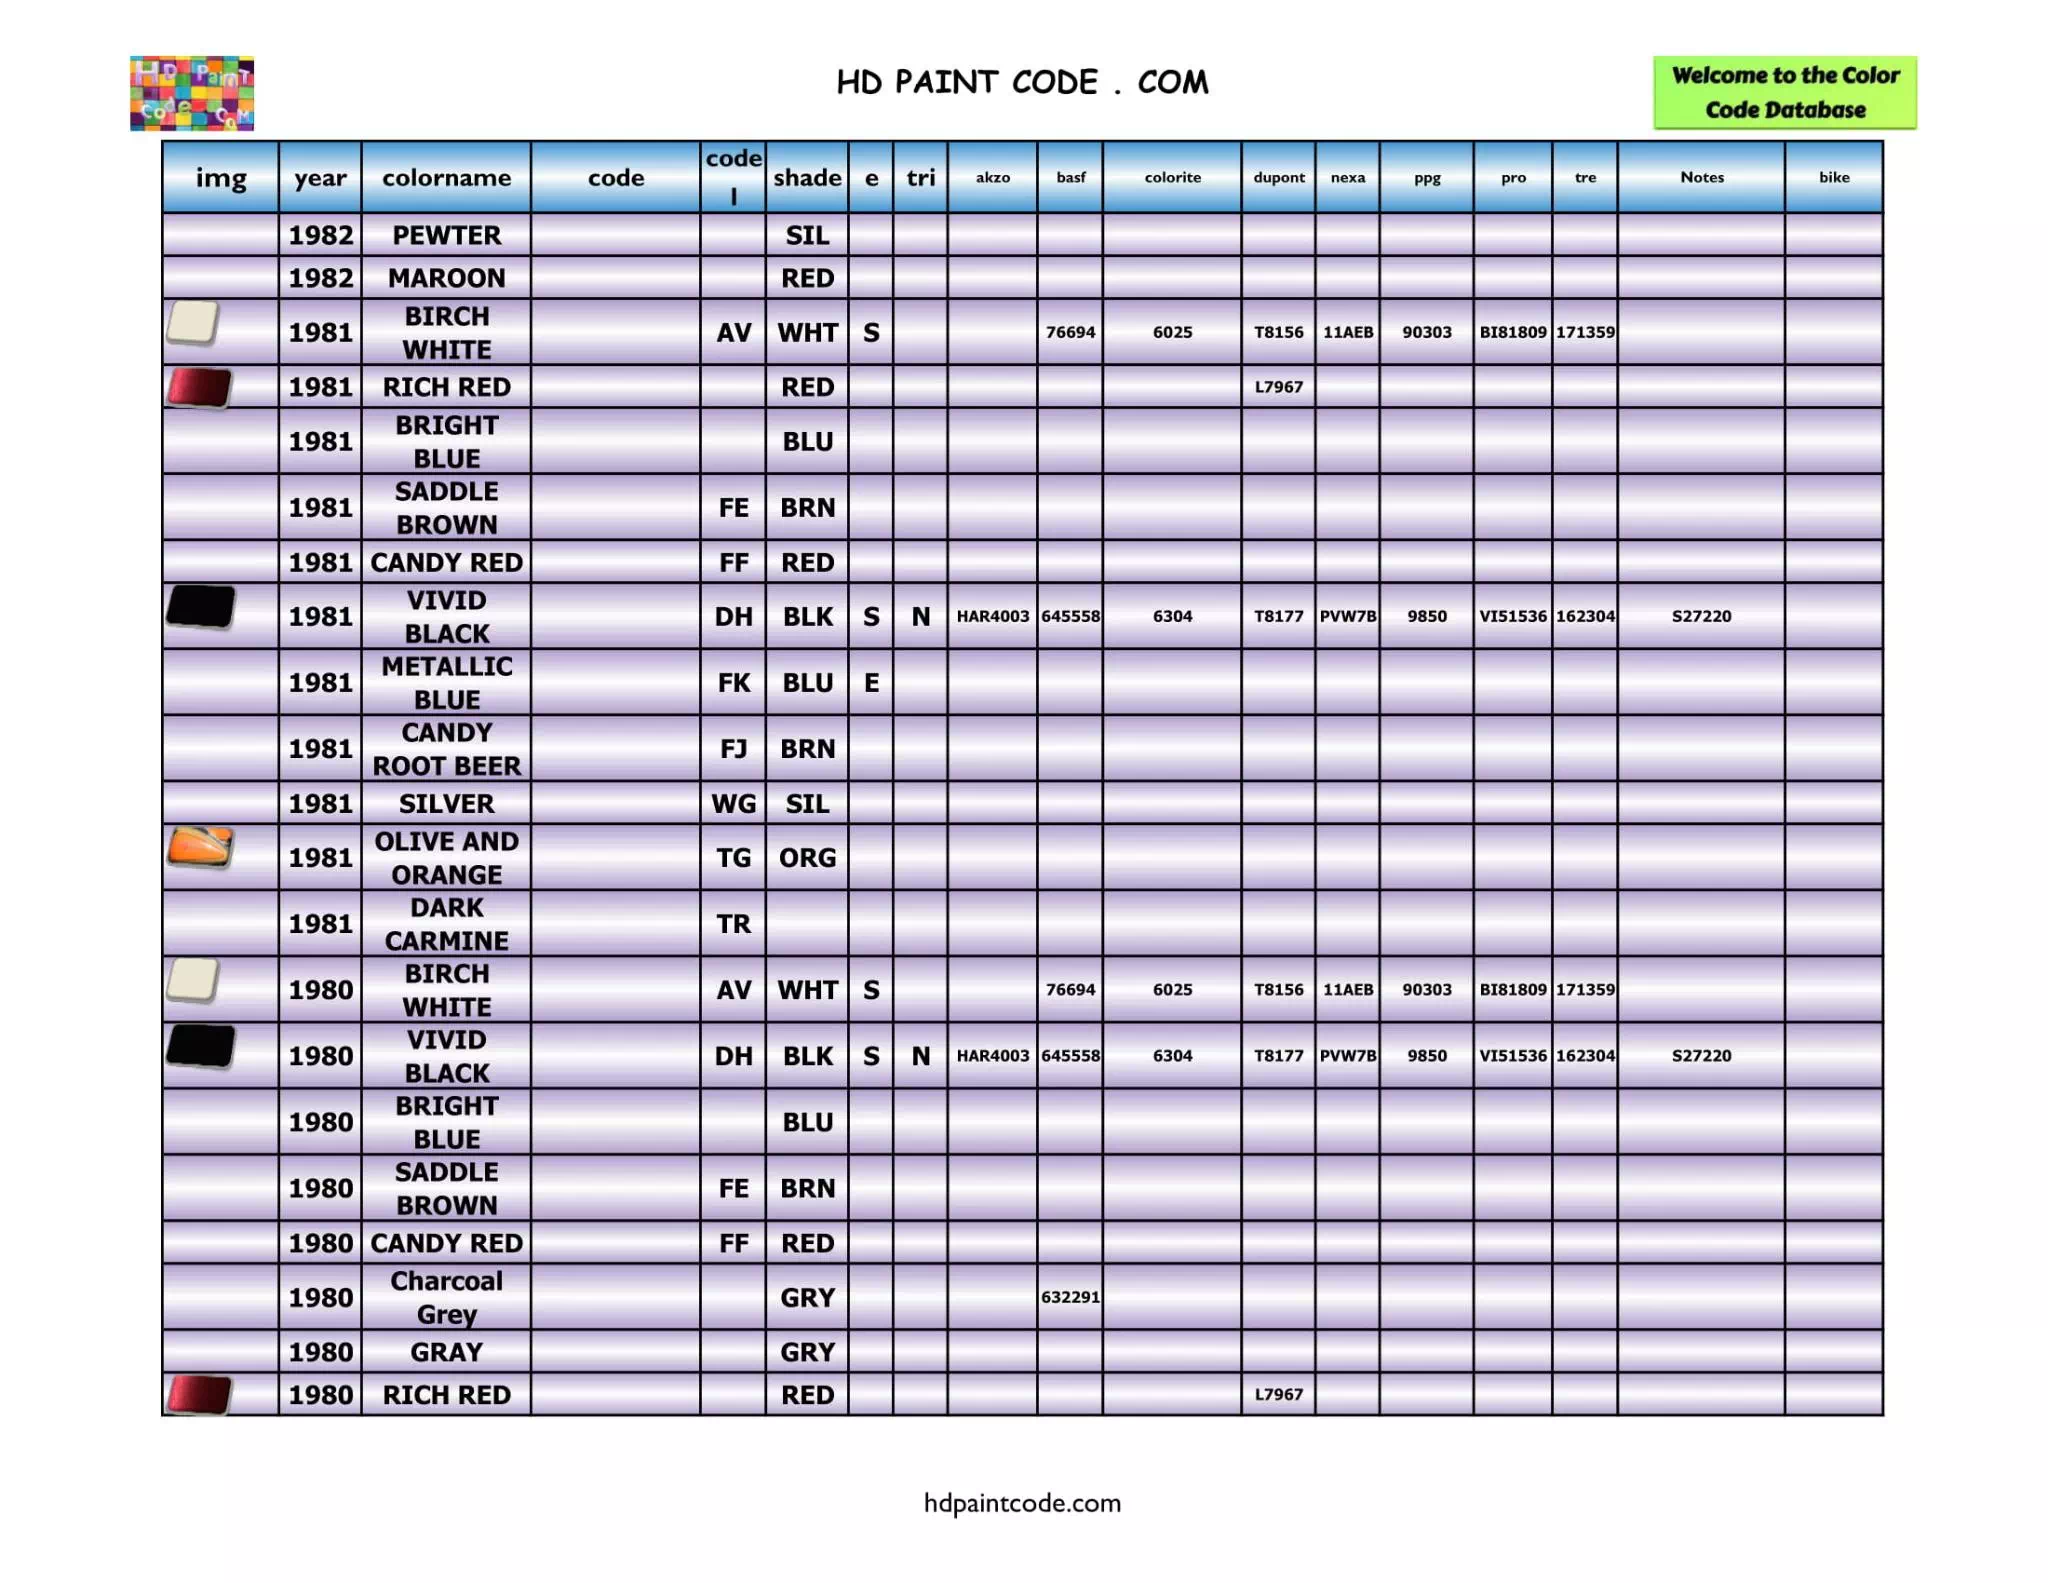 HD PAinT
Code
CoM
HD PAINT CODE . COM
Welcome to the Color
Code Database
img year colorname code code l shade e tri akzo basf colorite dupont nexa ppg pro tre Notes bike
1982 PEWTER SIL
1982 MAROON RED
1981 BIRCH WHITE AV WHT S 76694 6025 T8156 11AEB 90303 BI81809 171359
1981 RICH RED RED L7967
1981 BRIGHT BLUE BLU
1981 SADDLE BROWN FE BRN
1981 CANDY RED FF RED
1981 VIVID BLACK DH BLK S N HAR4003 645558 6304 T8177 PVW7B 9850 VI51536 162304 S27220
1981 METALLIC BLUE FK BLU E
1981 CANDY ROOT BEER FJ BRN
1981 SILVER WG SIL
1981 OLIVE AND ORANGE TG ORG
1981 DARK CARMINE TR
1980 BIRCH WHITE AV WHT S 76694 6025 T8156 11AEB 90303 BI81809 171359
1980 VIVID BLACK DH BLK S N HAR4003 645558 6304 T8177 PVW7B 9850 VI51536 162304 S27220
1980 BRIGHT BLUE BLU
1980 SADDLE BROWN FE BRN
1980 CANDY RED FF RED
1980 Charcoal Grey GRY 632291
1980 GRAY GRY
1980 RICH RED RED L7967
hdpaintcode.com